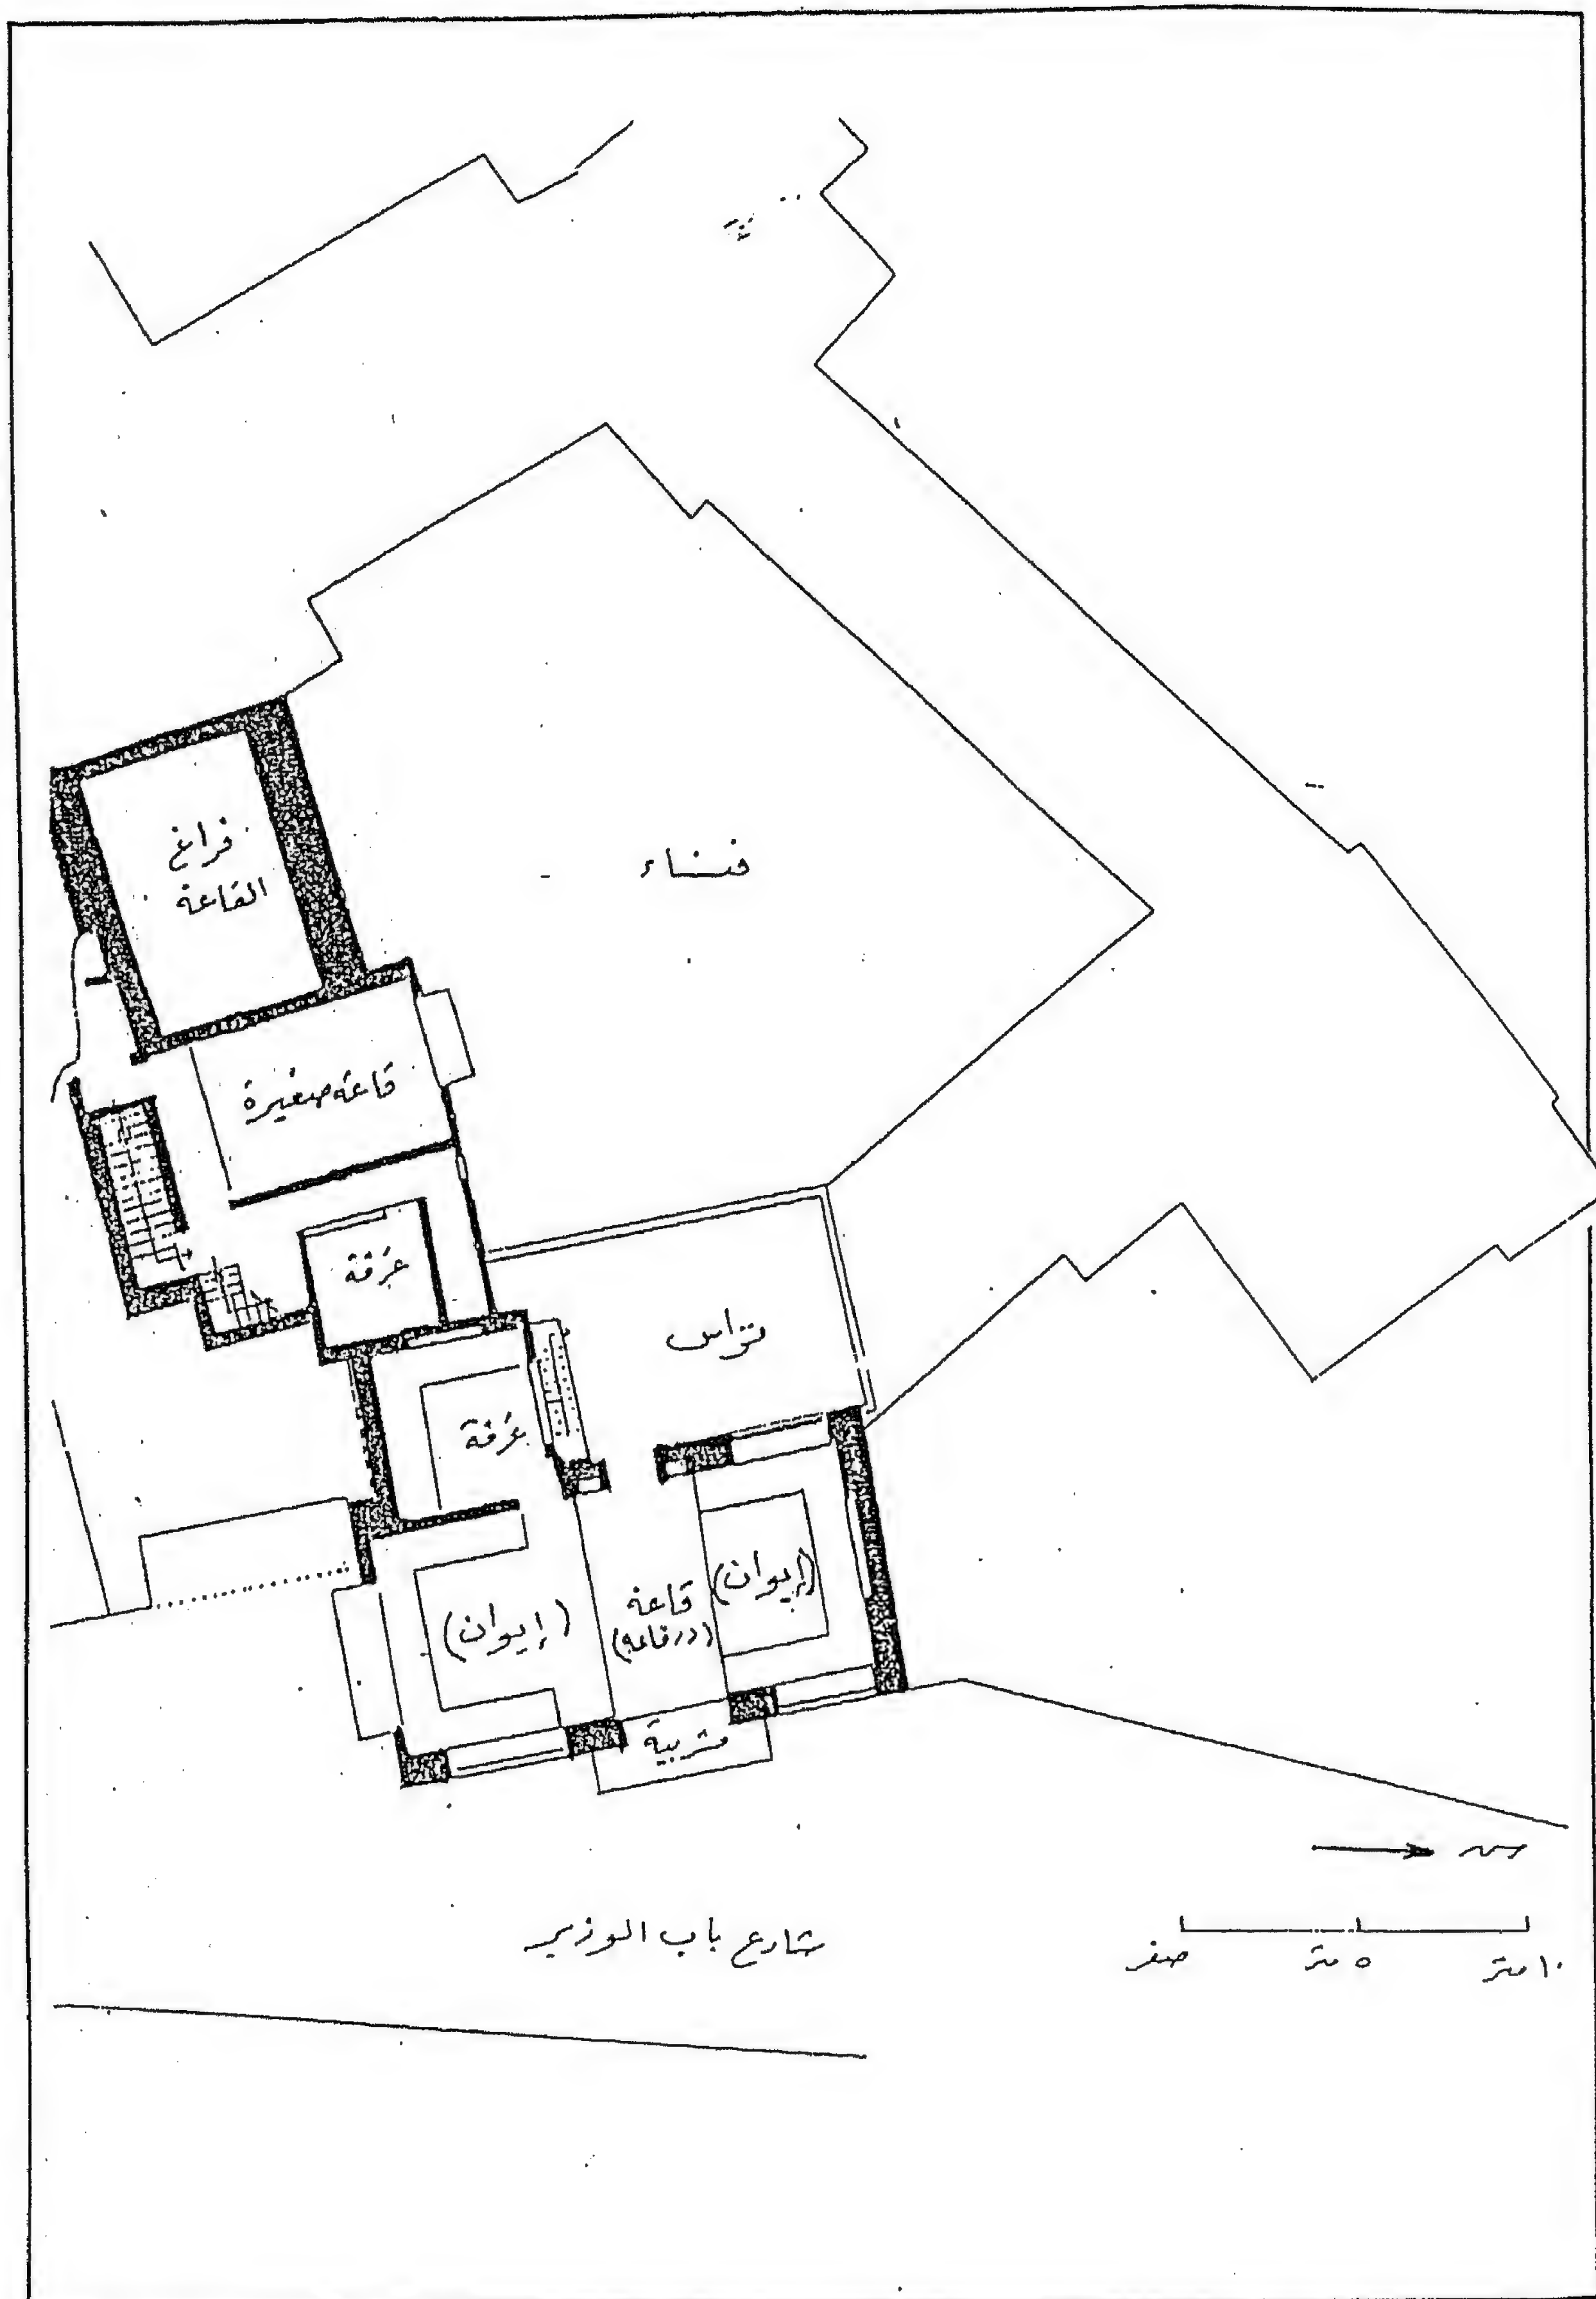 فناء
فراغ
القاعة
قاعة صغيرة
غرفة
تراس
غرفة
(إيوان)
قاعة
(درقاعة)
(إيوان)
مشربية
شارع باب الوزير
صفر
٥ متر
١٠ متر